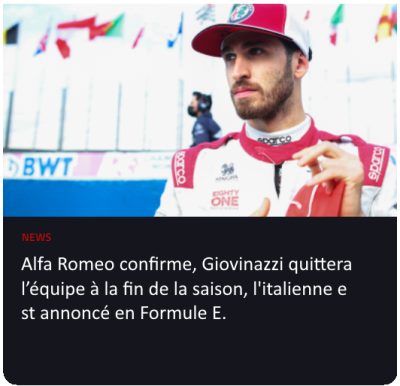 BWT
sparco
sparco
sparco
EIGHTY
ONE
NEWS
Alfa Romeo confirme, Giovinazzi quittera
l’équipe à la fin de la saison, l'italienne e
st annoncé en Formule E.